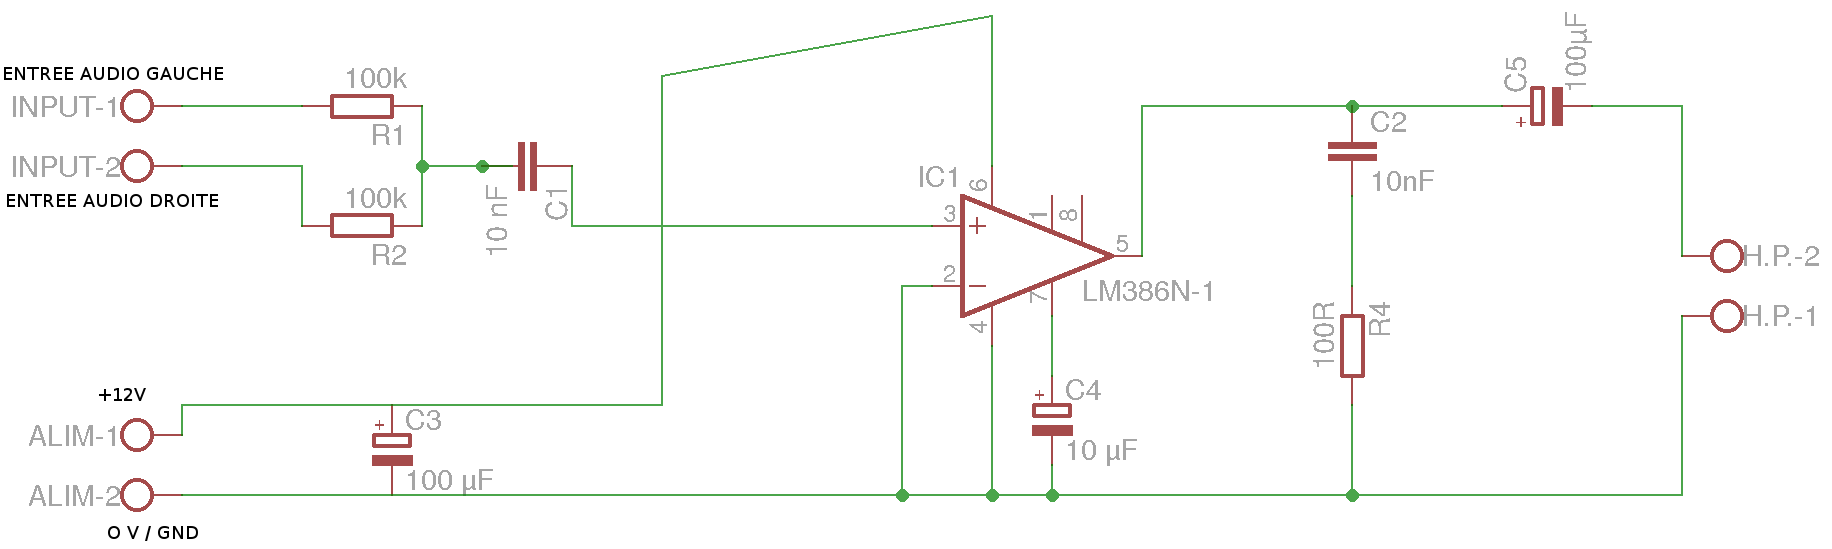 ENTREE AUDIO GAUCHE
INPUT-1
100k
R1
INPUT-2
ENTREE AUDIO DROITE
100k
R2
10 nF
C1
IC1
3
2
6
4
1
8
7
5
+
−
LM386N-1
C2
10nF
C5
+
100µF
H.P.-2
H.P.-1
100R
R4
+
C4
10 µF
+12V
ALIM-1
+
C3
100 µF
ALIM-2
O V / GND